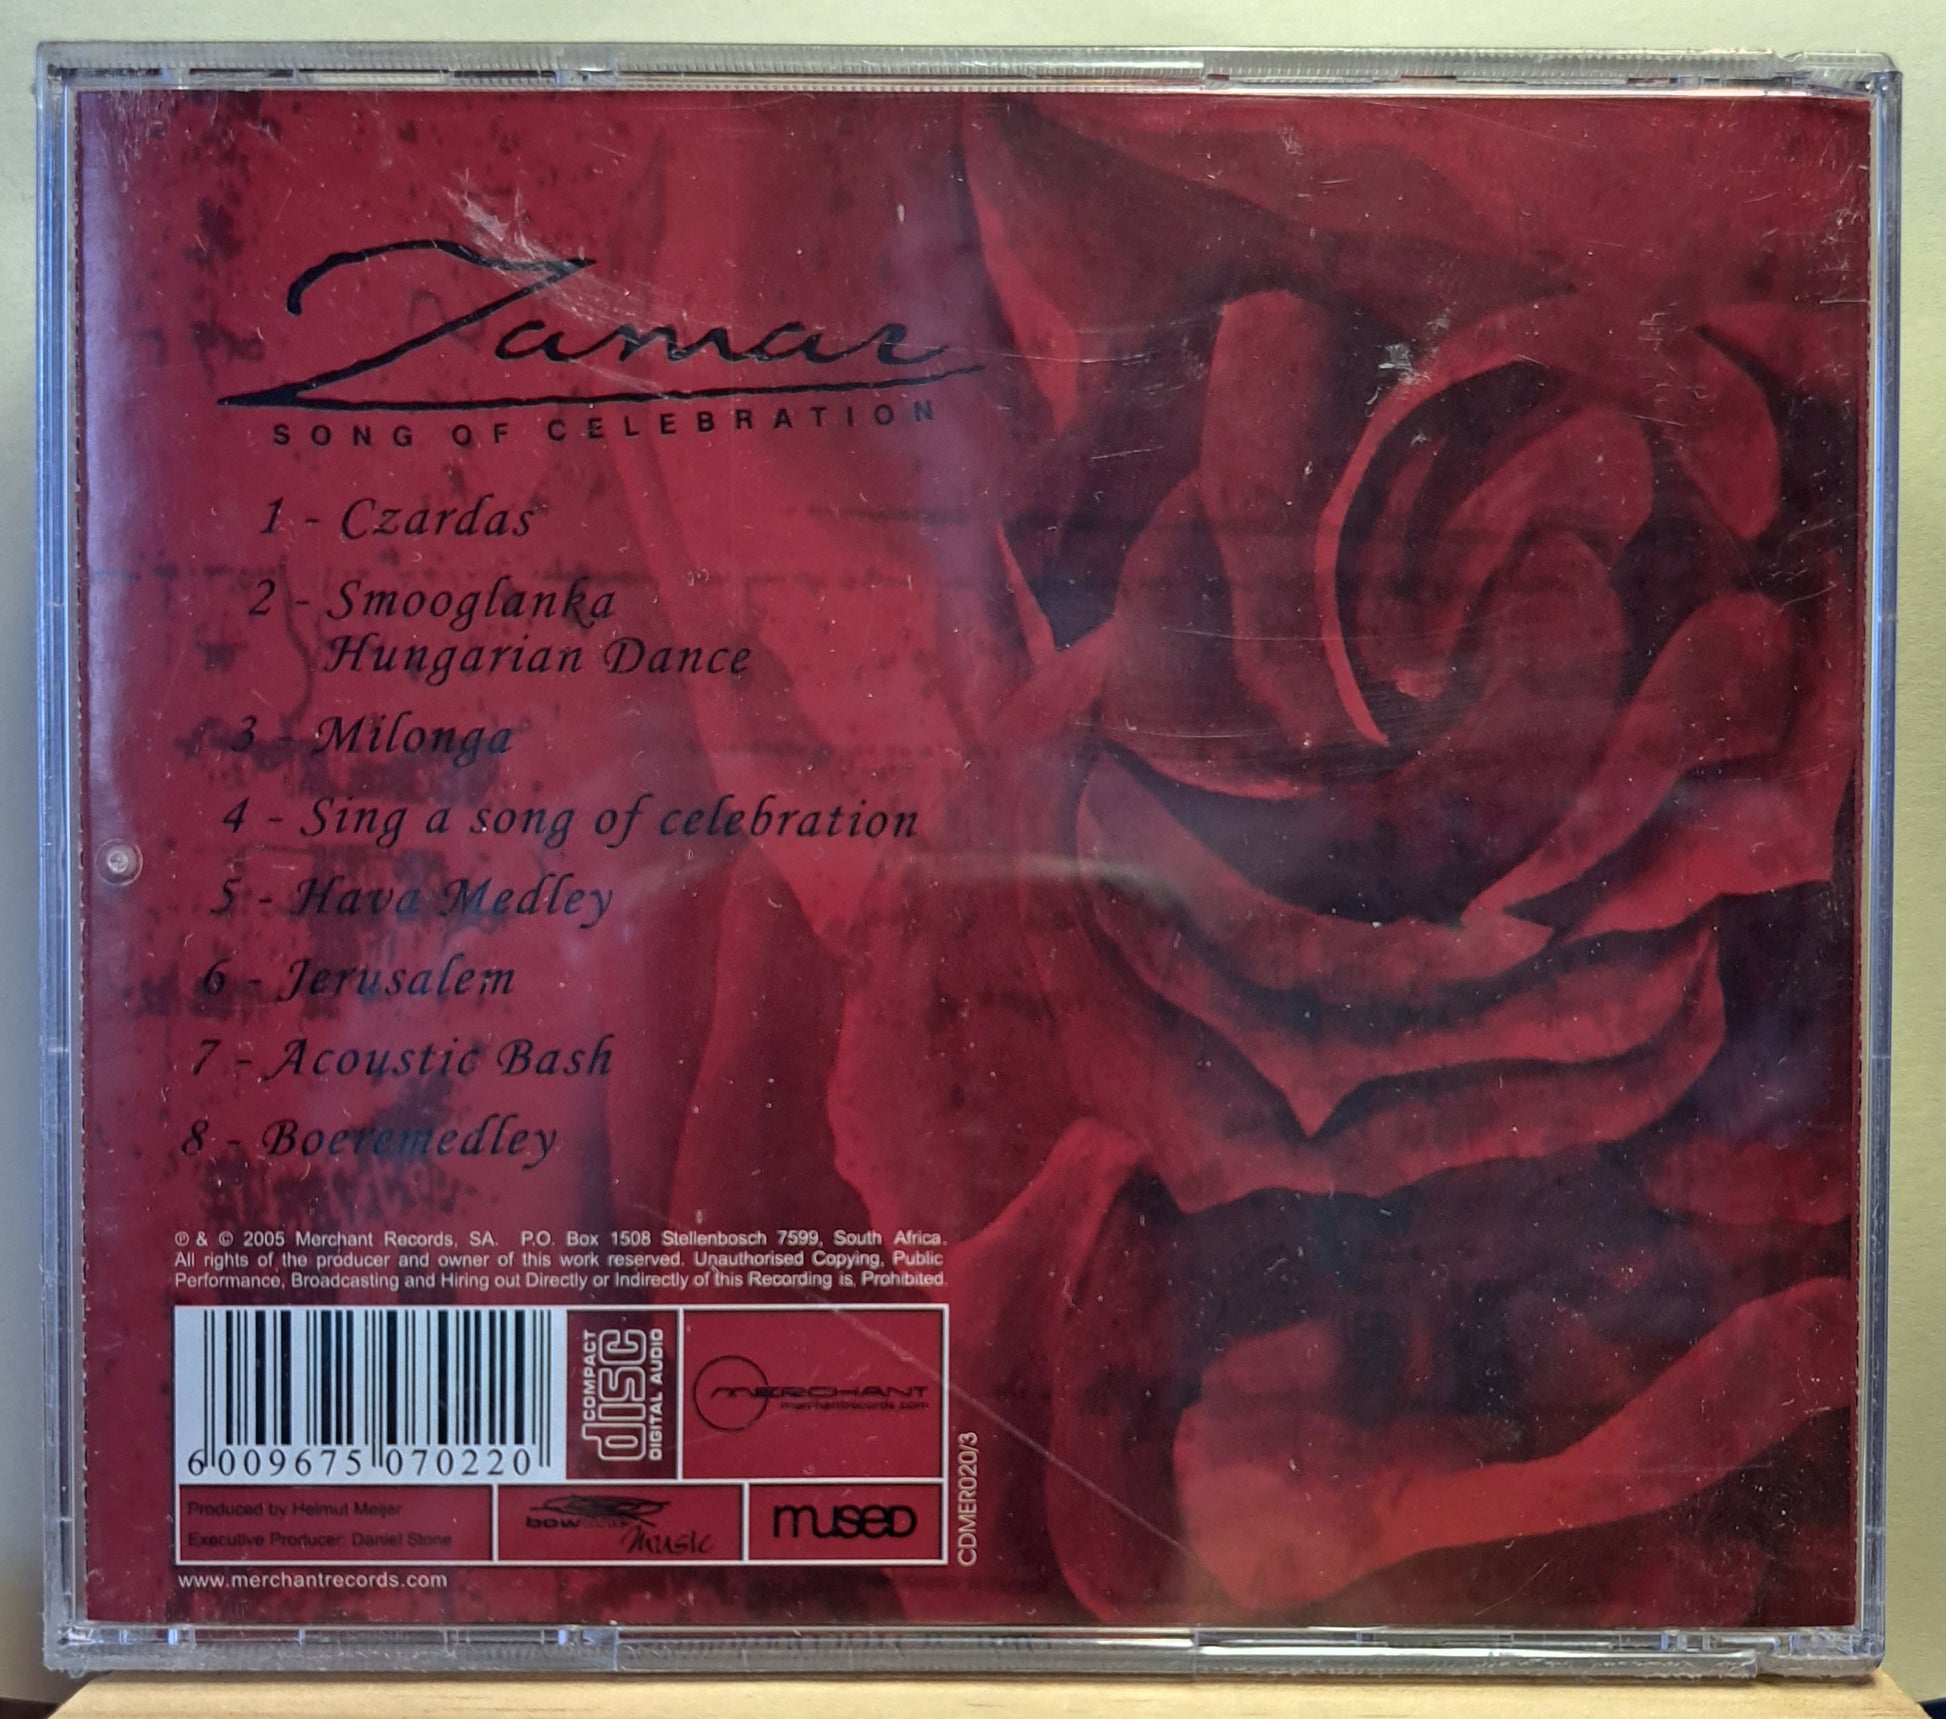 Zamar
SONG OF CELEBRATION
1 - Czardas
2 - Smooglanka
Hungarian Dance
3 - Milonga
4 - Sing a song of celebration
5 - Hava Medley
6 - Jerusalem
7 - Acoustic Bash
8 - Boeremedley
℗ & © 2005 Merchant Records, SA. P.O. Box 1508 Stellenbosch 7599, South Africa.
All rights of the producer and owner of this work reserved. Unauthorised Copying, Public
Performance, Broadcasting and Hiring out Directly or Indirectly of this Recording is Prohibited.
6 009675 070220
COMPACT
disc
DIGITAL AUDIO
MERCHANT
merchantrecords.com
CDMER020/3
Produced by Helmut Meijer
Executive Producer: Daniel Stone
Music
MUSED
www.merchantrecords.com